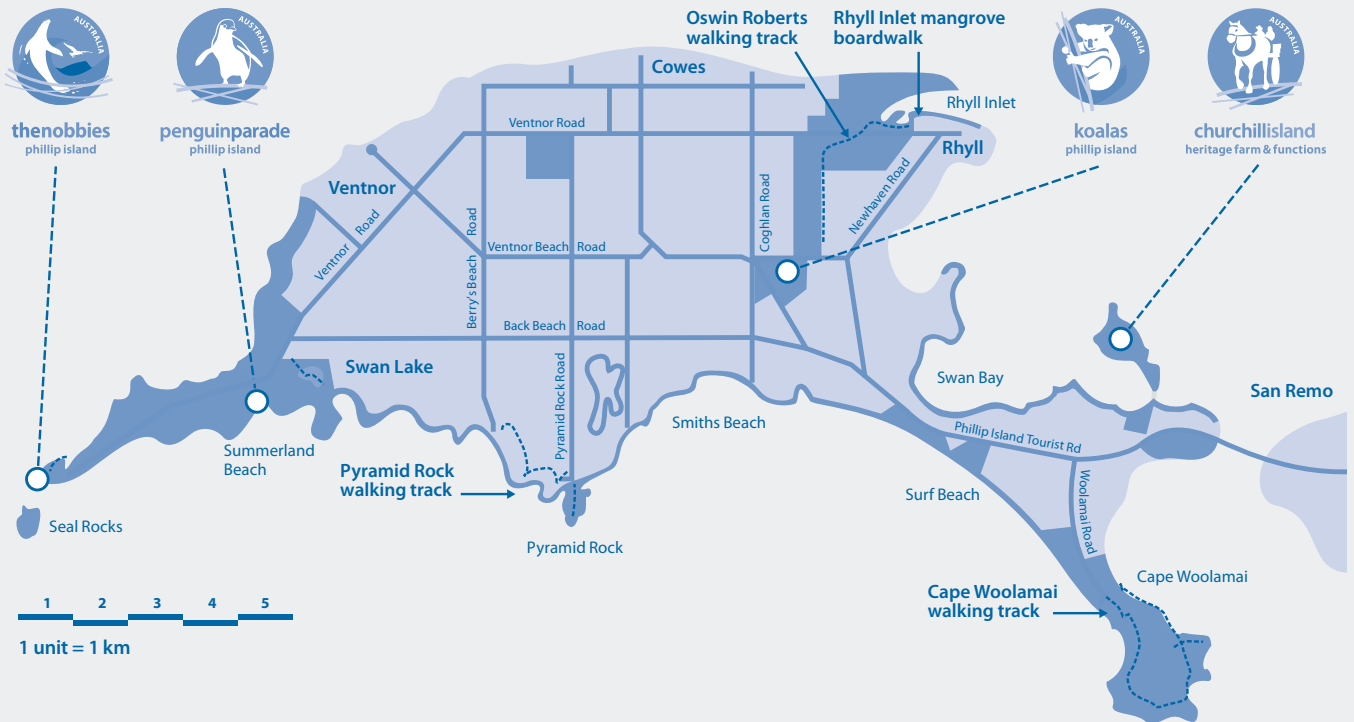 AUSTRALIA
thenobbies
phillip island
AUSTRALIA
penguinparade
phillip island
Oswin Roberts
walking track
Rhyll Inlet mangrove
boardwalk
AUSTRALIA
koalas
phillip island
AUSTRALIA
churchillisland
heritage farm & functions
Cowes
Rhyll Inlet
Ventnor Road
Rhyll
Ventnor
Newhaven Road
Coghlan Road
Ventnor Road
Berry's Beach Road
Ventnor Beach Road
Back Beach Road
Swan Lake
Pyramid Rock Road
Swan Bay
San Remo
Smiths Beach
Phillip Island Tourist Rd
Summerland
Beach
Pyramid Rock
walking track
Surf Beach
Woolamai Road
Seal Rocks
Pyramid Rock
Cape Woolamai
Cape Woolamai
walking track
1 2 3 4 5
1 unit = 1 km